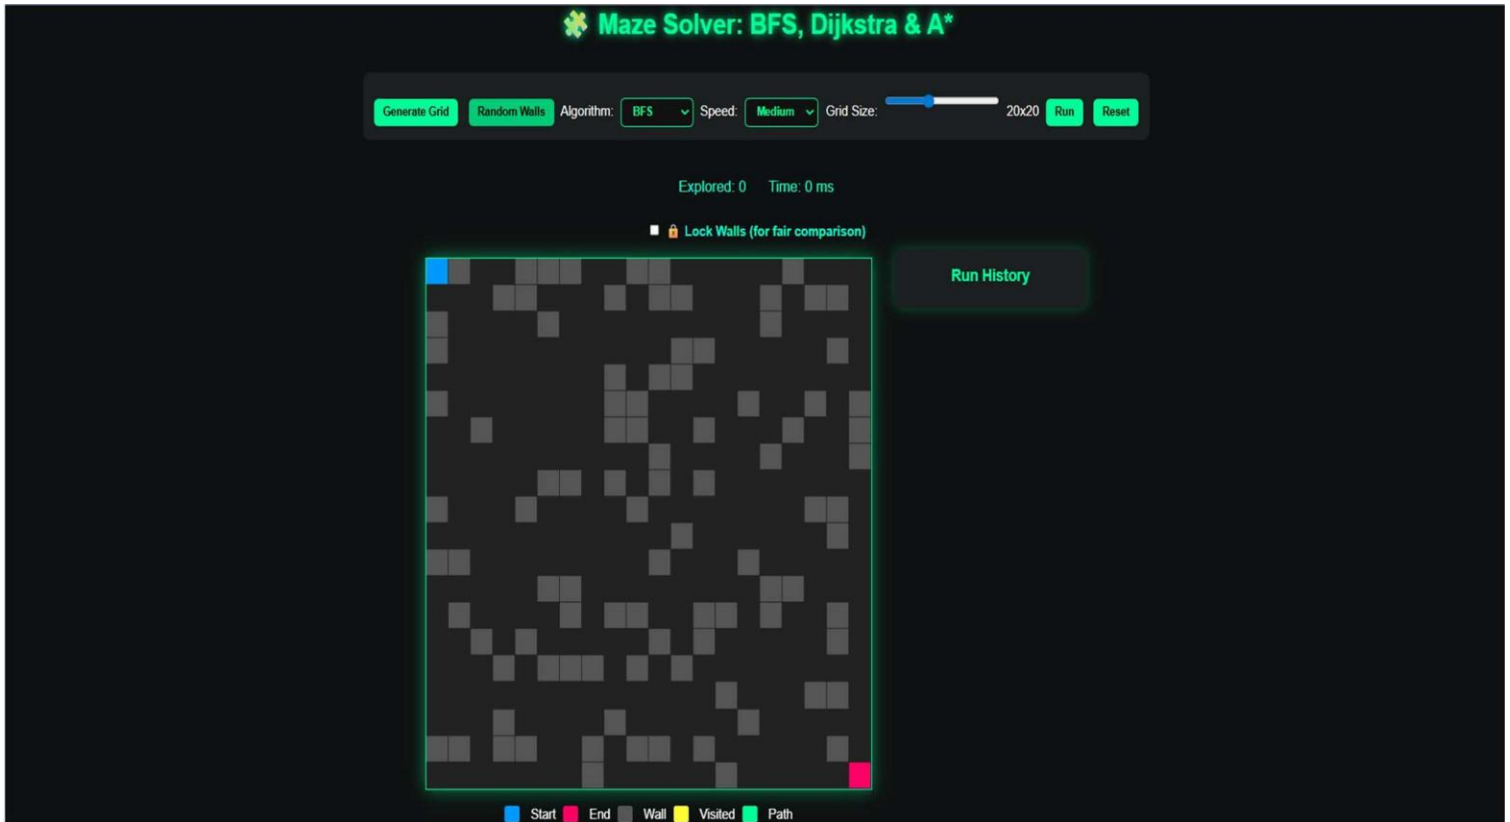 🧩 Maze Solver: BFS, Dijkstra & A*
Generate Grid Random Walls Algorithm: BFS Speed: Medium Grid Size: 20x20 Run Reset
Explored: 0 Time: 0 ms
🔒 Lock Walls (for fair comparison)
Run History
Start End Wall Visited Path